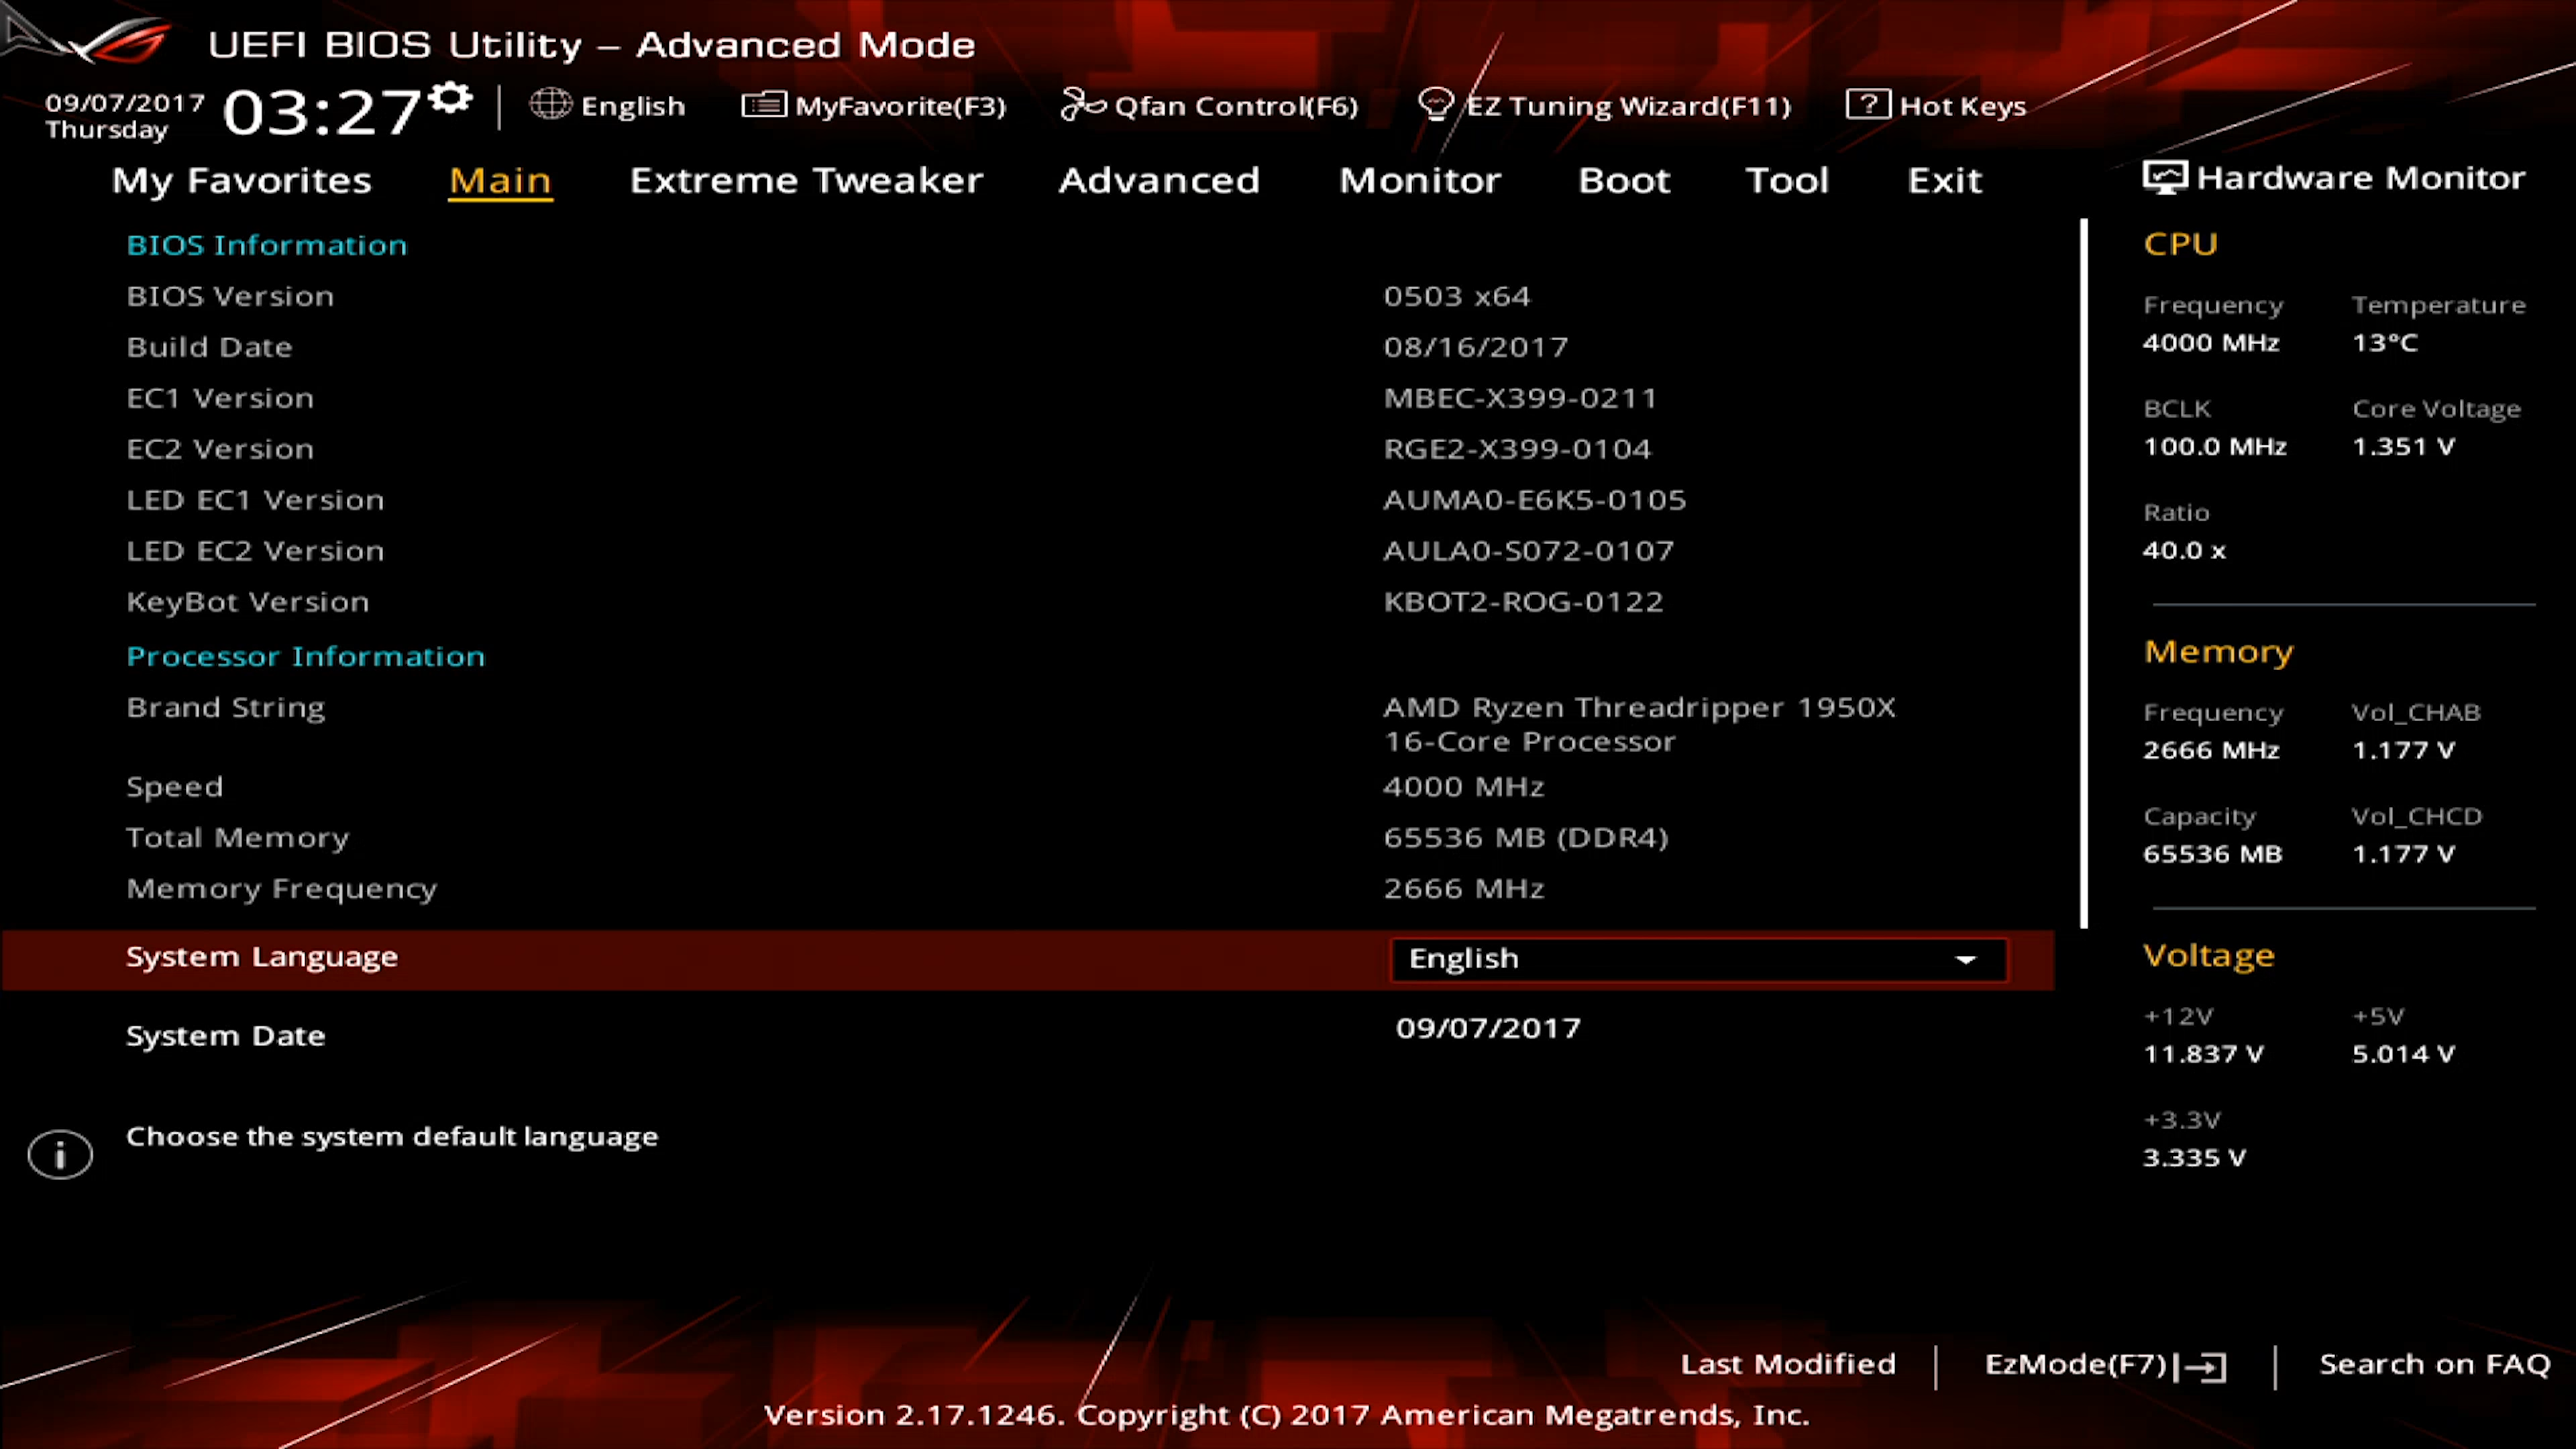 UEFI BIOS Utility – Advanced Mode
09/07/2017
Thursday
03:27
English
MyFavorite(F3)
Qfan Control(F6)
EZ Tuning Wizard(F11)
? Hot Keys
My Favorites
Main
Extreme Tweaker
Advanced
Monitor
Boot
Tool
Exit
BIOS Information
BIOS Version 0503 x64
Build Date 08/16/2017
EC1 Version MBEC-X399-0211
EC2 Version RGE2-X399-0104
LED EC1 Version AUMA0-E6K5-0105
LED EC2 Version AULA0-S072-0107
KeyBot Version KBOT2-ROG-0122
Processor Information
Brand String AMD Ryzen Threadripper 1950X
16-Core Processor
Speed 4000 MHz
Total Memory 65536 MB (DDR4)
Memory Frequency 2666 MHz
System Language English
System Date 09/07/2017
i Choose the system default language
Hardware Monitor
CPU
Frequency Temperature
4000 MHz 13°C
BCLK Core Voltage
100.0 MHz 1.351 V
Ratio
40.0 x
Memory
Frequency Vol_CHAB
2666 MHz 1.177 V
Capacity Vol_CHCD
65536 MB 1.177 V
Voltage
+12V +5V
11.837 V 5.014 V
+3.3V
3.335 V
Last Modified
EzMode(F7)
Search on FAQ
Version 2.17.1246. Copyright (C) 2017 American Megatrends, Inc.